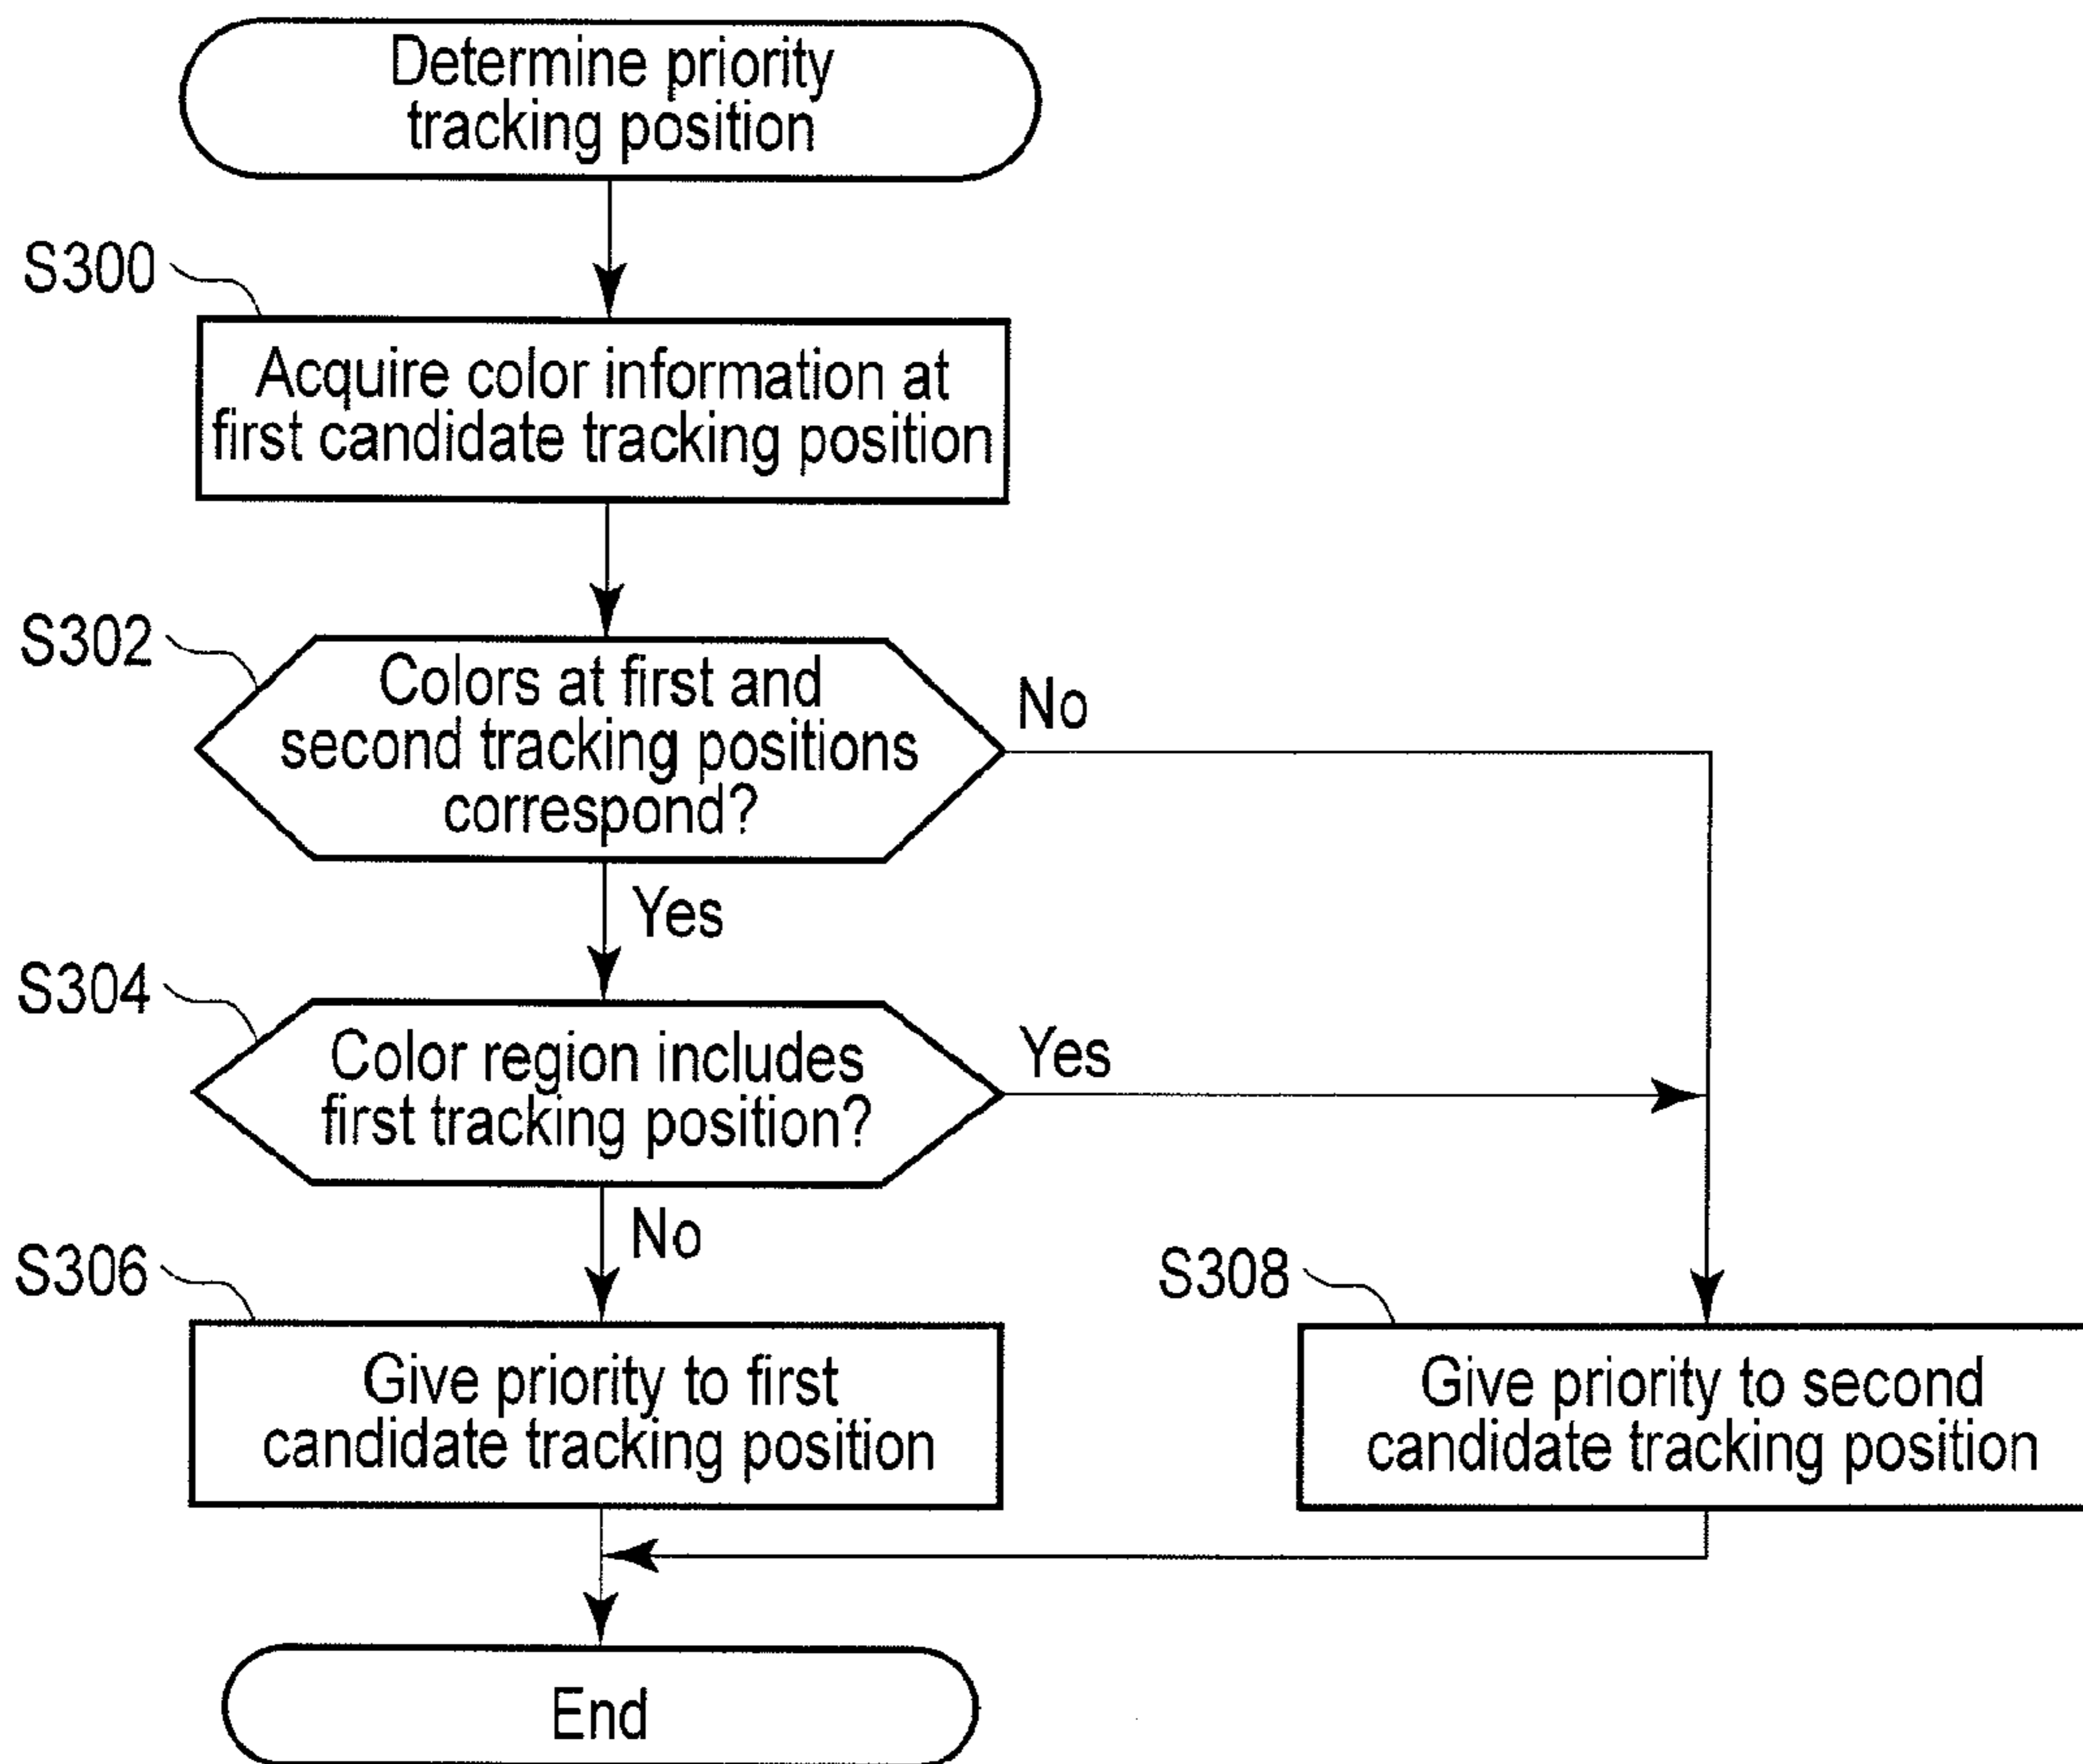 Determine priority
tracking position
S300
Acquire color information at
first candidate tracking position
S302
Colors at first and
second tracking positions
correspond?
No
Yes
S304
Color region includes
first tracking position?
Yes
No
S306
Give priority to first
candidate tracking position
S308
Give priority to second
candidate tracking position
End